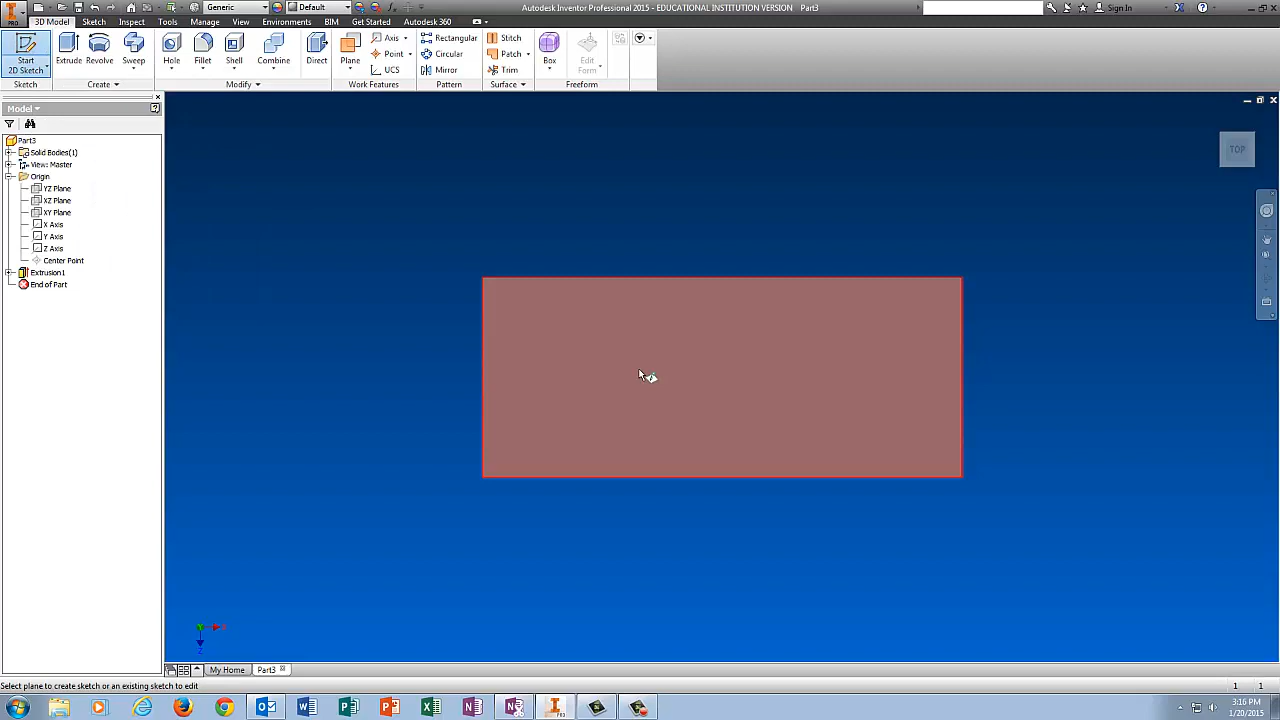 Generic
Default
Autodesk Inventor Professional 2015 - EDUCATIONAL INSTITUTION VERSION Part3
Sign In
PRO
3D Model Sketch Inspect Tools Manage View Environments BIM Get Started Autodesk 360
Start
2D Sketch
Extrude Revolve Sweep
Hole Fillet Shell Combine
Direct
Plane
Axis
Point
UCS
Rectangular
Circular
Mirror
Stitch
Patch
Trim
Box
Edit
Form
Sketch Create Modify Work Features Pattern Surface Freeform
Model
Part3
Solid Bodies(1)
View: Master
Origin
YZ Plane
XZ Plane
XY Plane
X Axis
Y Axis
Z Axis
Center Point
Extrusion1
End of Part
TOP
My Home Part3
Select plane to create sketch or an existing sketch to edit
1 1
3:16 PM
1/20/2015